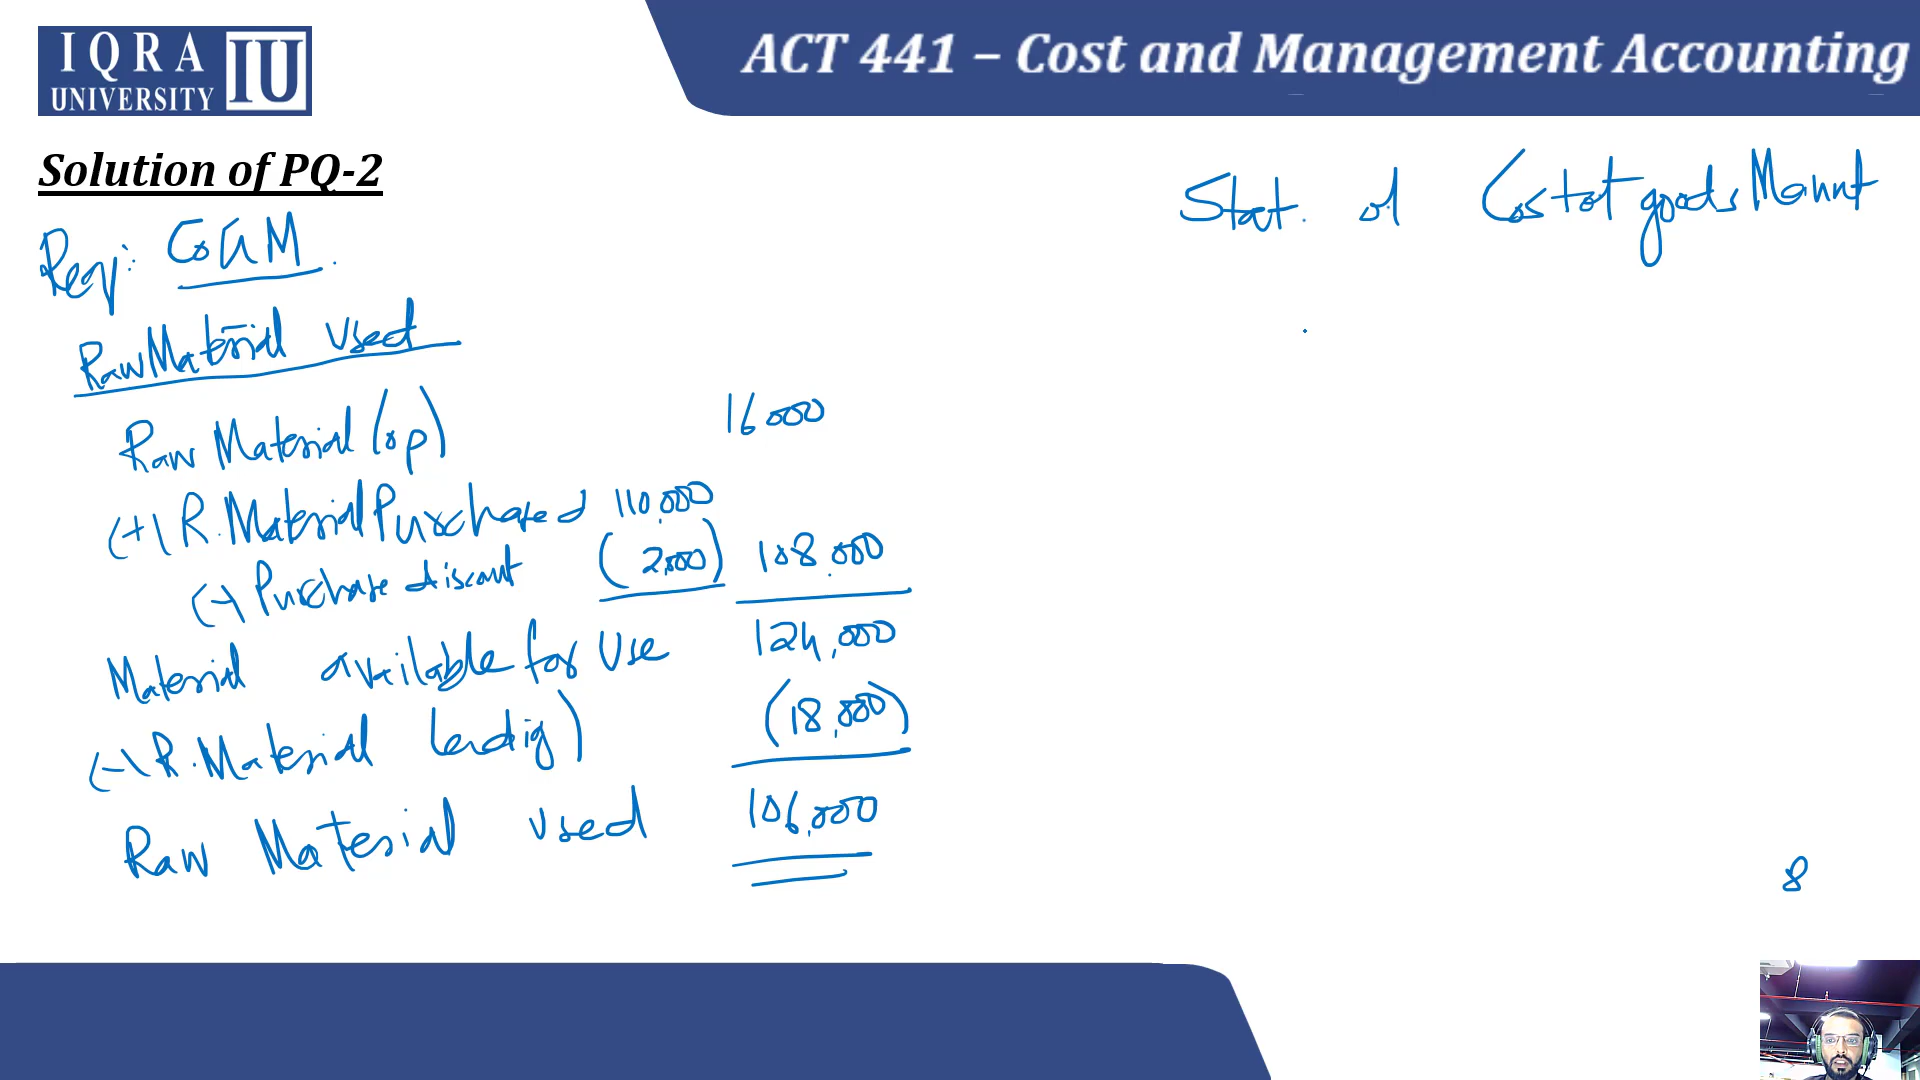 IQRA
UNIVERSITY IU
ACT 441 – Cost and Management Accounting
Solution of PQ-2
Req: CoGM
Raw Material Used
Raw Material (op) 16000
(+) R. Material Purchased 110,000
(-) Purchase discount (2,000) 108,000
Material available for Use 124,000
(-) R. Material (ending) (18,000)
Raw Material Used 106,000
Stat. of Cost of goods Manuf
8